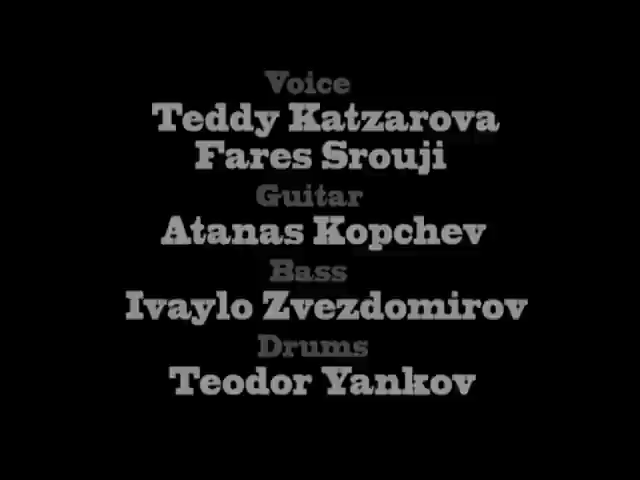 Voice
Teddy Katzarova
Fares Srouji
Guitar
Atanas Kopchev
Bass
Ivaylo Zvezdomirov
Drums
Teodor Yankov